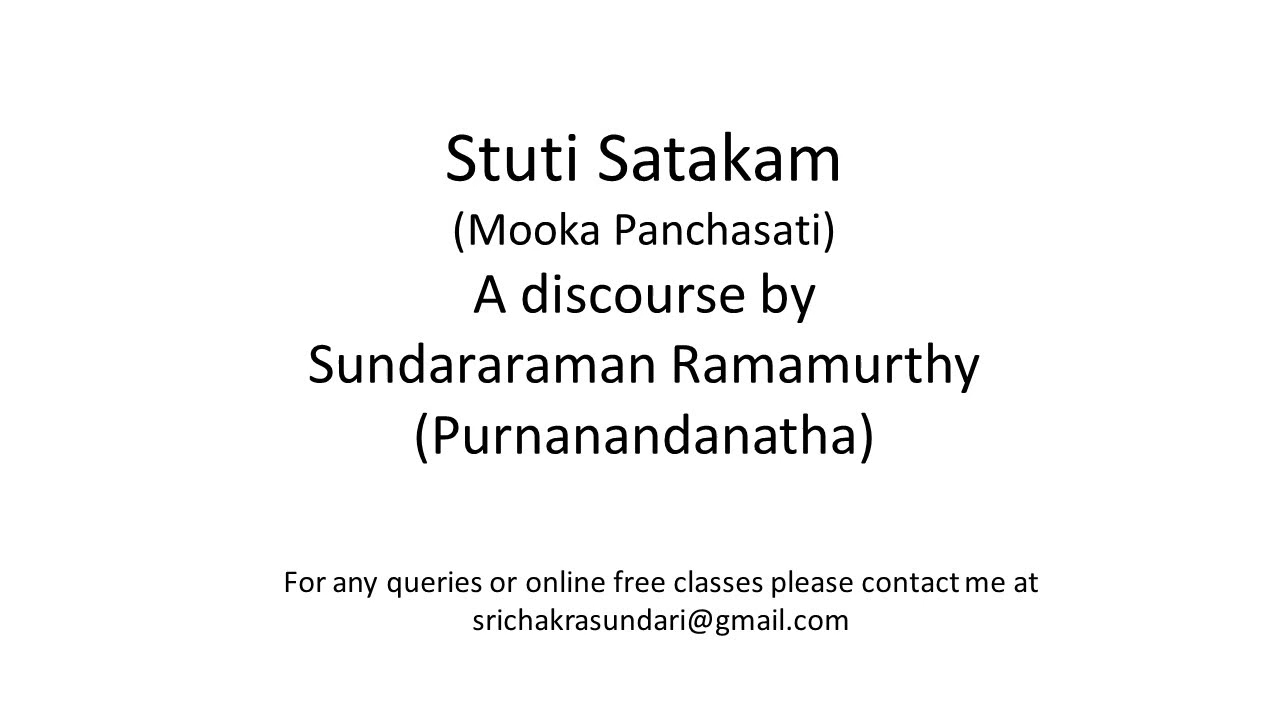 Stuti Satakam
(Mooka Panchasati)
A discourse by
Sundararaman Ramamurthy
(Purnanandanatha)
For any queries or online free classes please contact me at
srichakrasundari@gmail.com